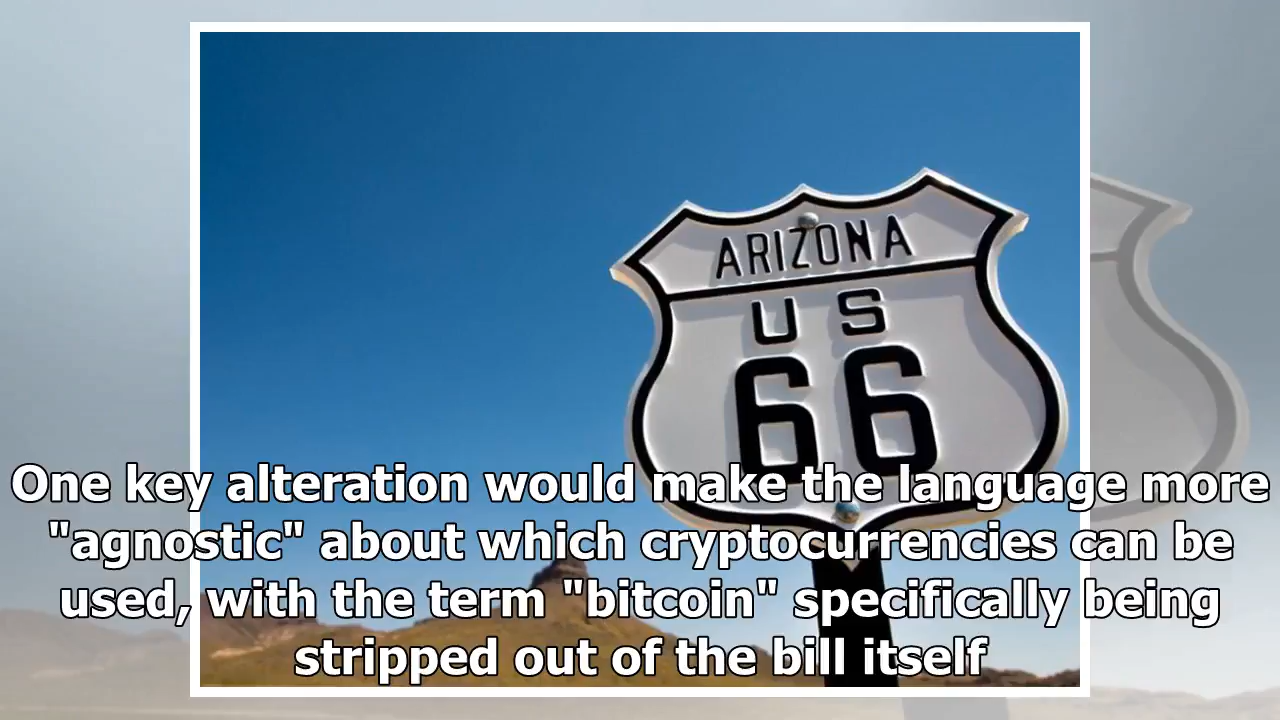 ARIZONA
US
66
One key alteration would make the language more
"agnostic" about which cryptocurrencies can be
used, with the term "bitcoin" specifically being
stripped out of the bill itself